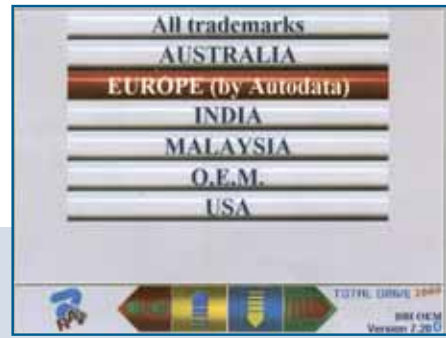 All trademarks
AUSTRALIA
EUROPE (by Autodata)
INDIA
MALAYSIA
O.E.M.
USA
TOTAL DRIVE
Version 7.20